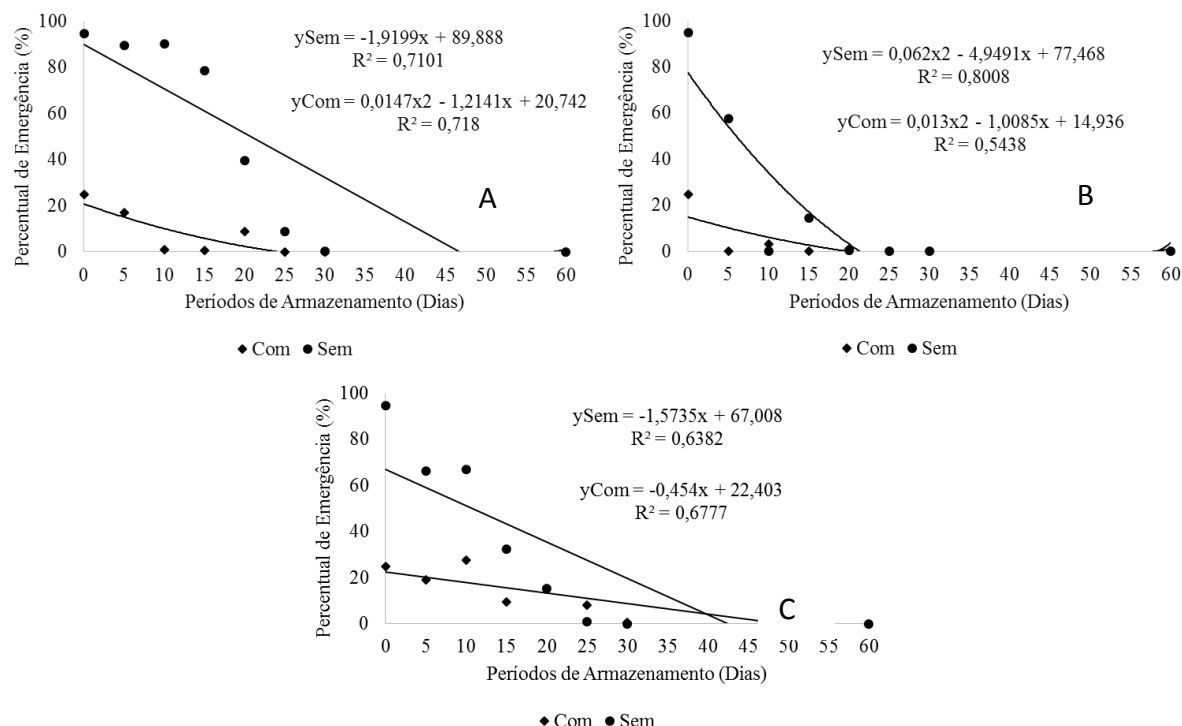 Percentual de Emergência (%)
100
80
60
40
20
0
ySem = -1,9199x + 89,888
R² = 0,7101
yCom = 0,0147x2 - 1,2141x + 20,742
R² = 0,718
A
0 5 10 15 20 25 30 35 40 45 50 55 60
Períodos de Armazenamento (Dias)
Com Sem
Percentual de Emergência (%)
100
80
60
40
20
0
ySem = 0,062x2 - 4,9491x + 77,468
R² = 0,8008
yCom = 0,013x2 - 1,0085x + 14,936
R² = 0,5438
B
0 5 10 15 20 25 30 35 40 45 50 55 60
Períodos de Armazenamento (Dias)
Com Sem
Percentual de Emergência (%)
100
80
60
40
20
0
ySem = -1,5735x + 67,008
R² = 0,6382
yCom = -0,454x + 22,403
R² = 0,6777
C
0 5 10 15 20 25 30 35 40 45 50 55 60
Períodos de Armazenamento (Dias)
Com Sem